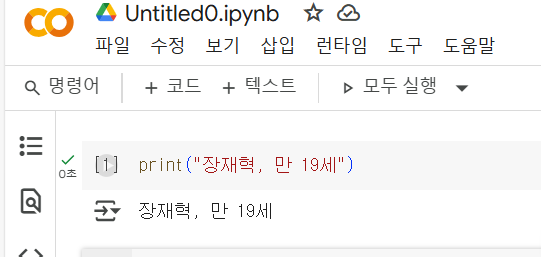 Untitled0.ipynb
파일 수정 보기 삽입 런타임 도구 도움말
명령어 + 코드 + 텍스트 모두 실행
[1] print("장재혁, 만 19세")
0초
장재혁, 만 19세